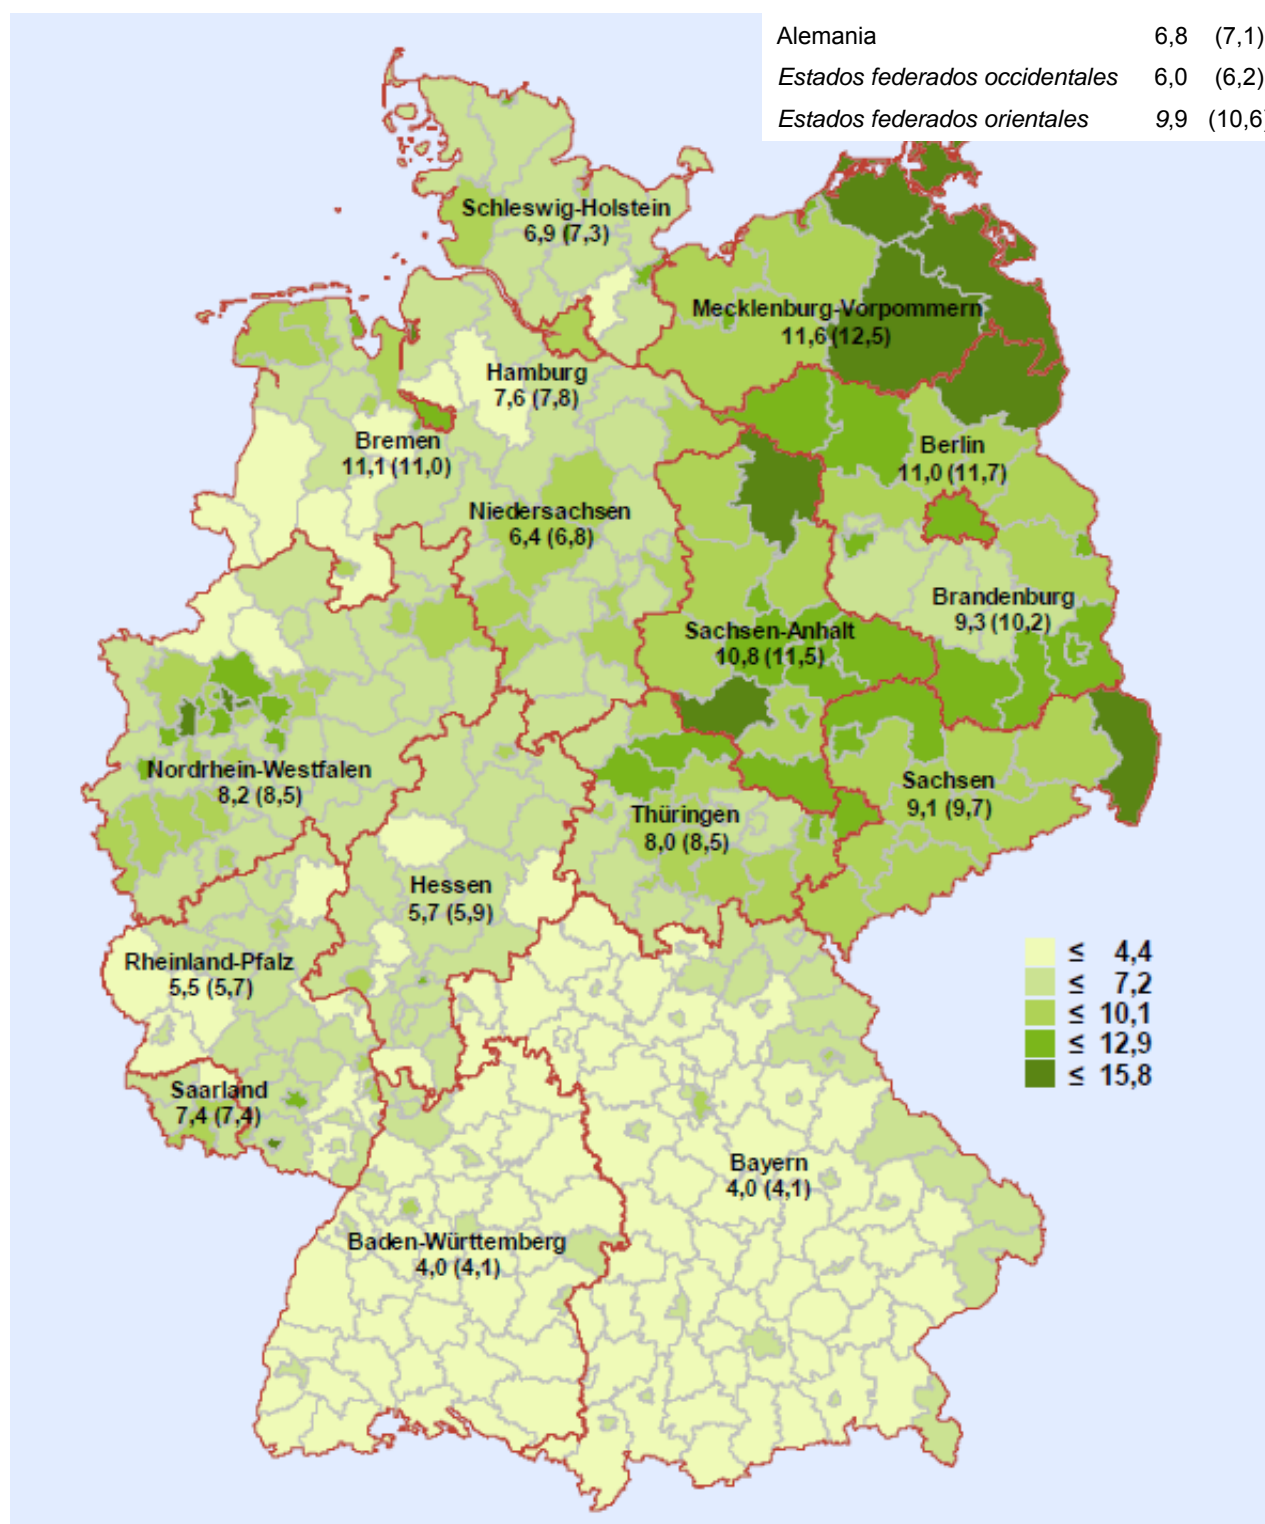 Alemania 6,8 (7,1)
Estados federados occidentales 6,0 (6,2)
Estados federados orientales 9,9 (10,6)
Schleswig-Holstein
6,9 (7,3)
Mecklenburg-Vorpommern
11,6 (12,5)
Hamburg
7,6 (7,8)
Bremen
11,1 (11,0)
Berlin
11,0 (11,7)
Niedersachsen
6,4 (6,8)
Brandenburg
9,3 (10,2)
Sachsen-Anhalt
10,8 (11,5)
Nordrhein-Westfalen
8,2 (8,5)
Sachsen
9,1 (9,7)
Thüringen
8,0 (8,5)
Hessen
5,7 (5,9)
Rheinland-Pfalz
5,5 (5,7)
≤ 4,4
≤ 7,2
≤ 10,1
≤ 12,9
≤ 15,8
Saarland
7,4 (7,4)
Bayern
4,0 (4,1)
Baden-Württemberg
4,0 (4,1)